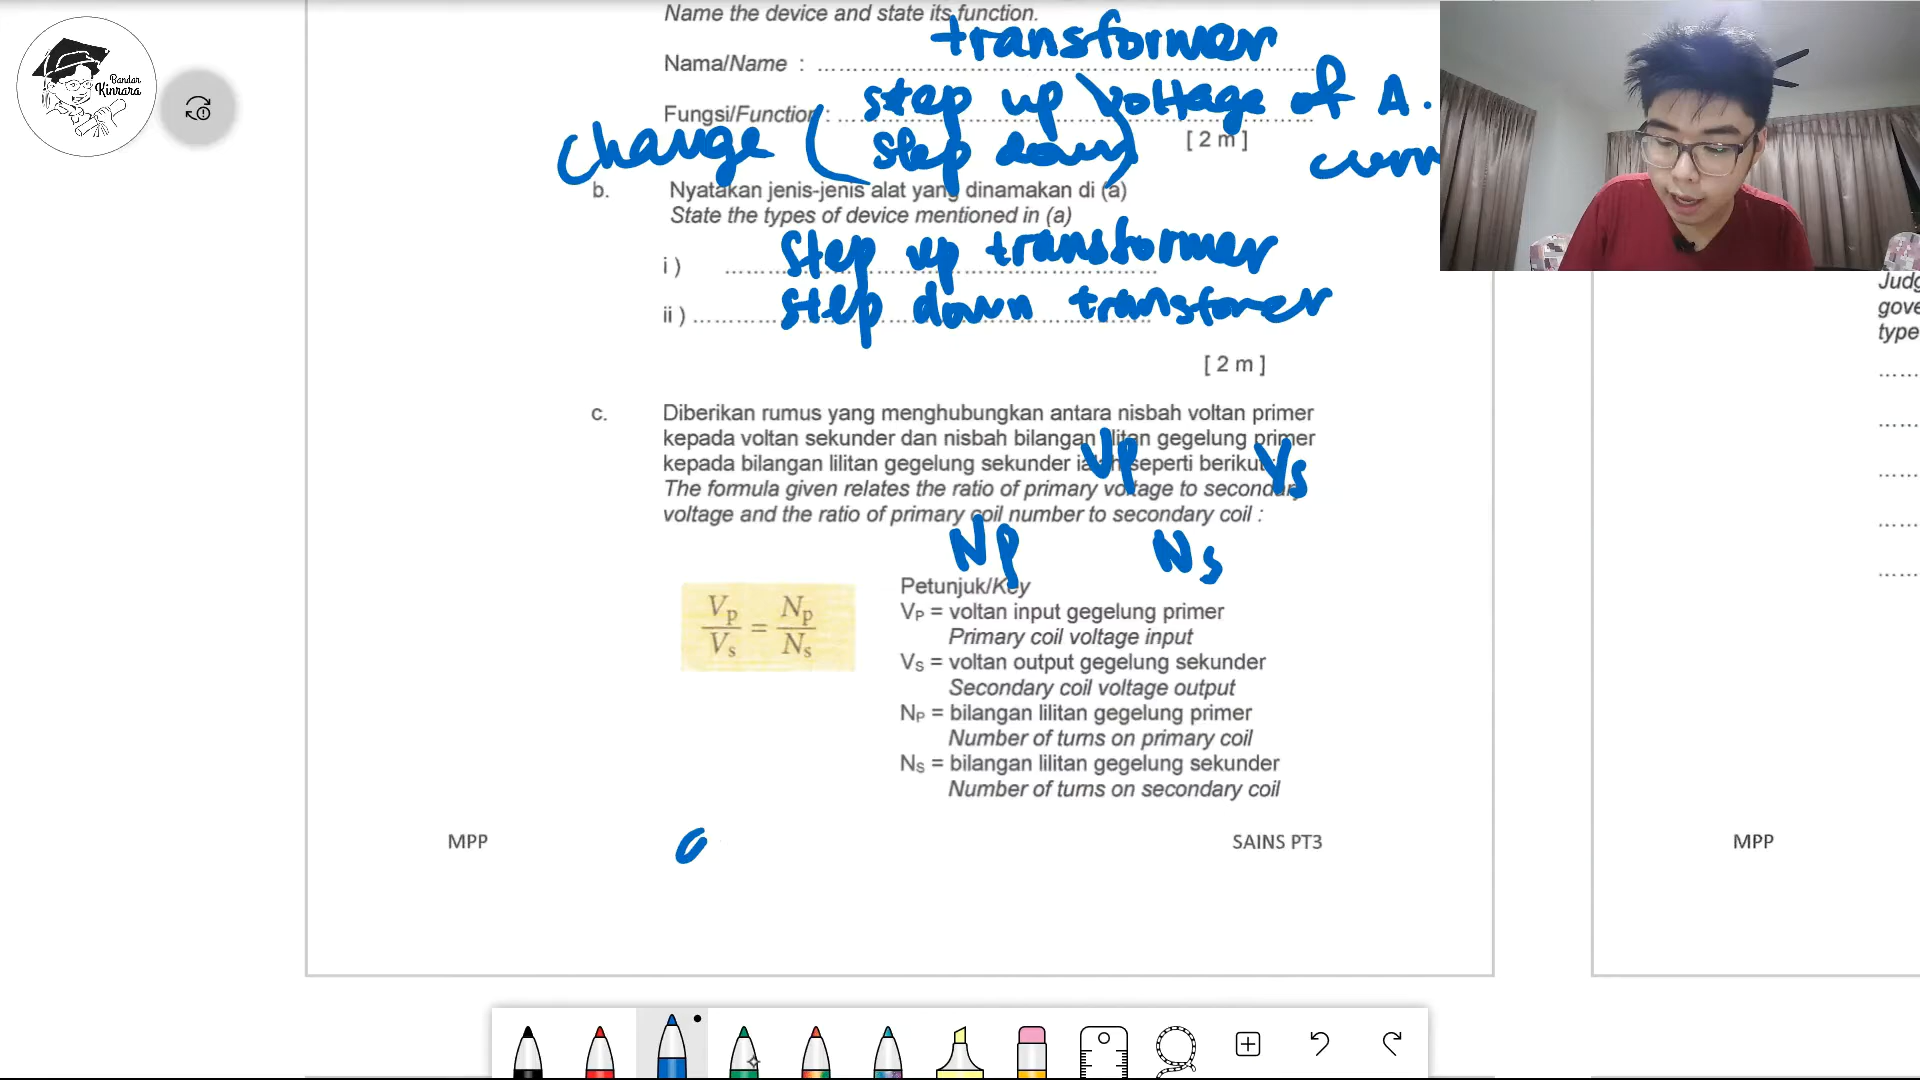 Bandar
Kinrara
Name the device and state its function.
transformer
Nama/Name : ........................................
step up voltage of A.
Fungsi/Function : ........................................
change ( step down )
[ 2 m ]
b. Nyatakan jenis-jenis alat yang dinamakan di (a)
State the types of device mentioned in (a)
step up transformer
i ) ........................................
step down transfomer
ii ) ........................................
[ 2 m ]
c. Diberikan rumus yang menghubungkan antara nisbah voltan primer
kepada voltan sekunder dan nisbah bilangan lilitan gegelung primer
Vp Vs
kepada bilangan lilitan gegelung sekunder ialah seperti berikut
The formula given relates the ratio of primary voltage to secondary
voltage and the ratio of primary coil number to secondary coil :
Np Ns
Petunjuk/Key
Vp/Vs = Np/Ns
VP = voltan input gegelung primer
Primary coil voltage input
VS = voltan output gegelung sekunder
Secondary coil voltage output
NP = bilangan lilitan gegelung primer
Number of turns on primary coil
NS = bilangan lilitan gegelung sekunder
Number of turns on secondary coil
MPP
SAINS PT3
MPP
type